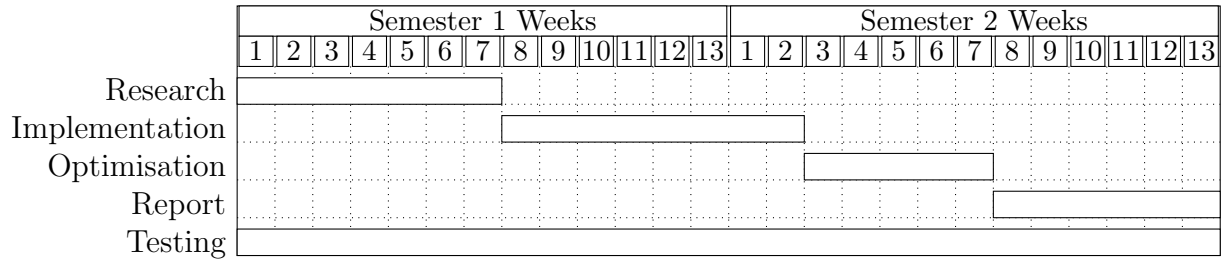 Semester 1 Weeks Semester 2 Weeks
1 2 3 4 5 6 7 8 9 10 11 12 13 1 2 3 4 5 6 7 8 9 10 11 12 13
Research
Implementation
Optimisation
Report
Testing